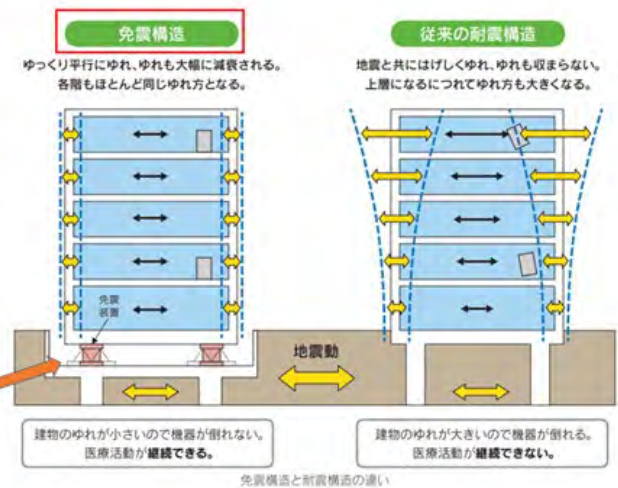 免震構造
ゆっくり平行にゆれ、ゆれも大幅に減衰される。
各階もほとんど同じゆれ方となる。
従来の耐震構造
地震と共にはげしくゆれ、ゆれも収まらない。
上層になるにつれてゆれ方も大きくなる。
免震
装置
地震動
建物のゆれが小さいので機器が倒れない。
医療活動が継続できる。
建物のゆれが大きいので機器が倒れる。
医療活動が継続できない。
免震構造と耐震構造の違い